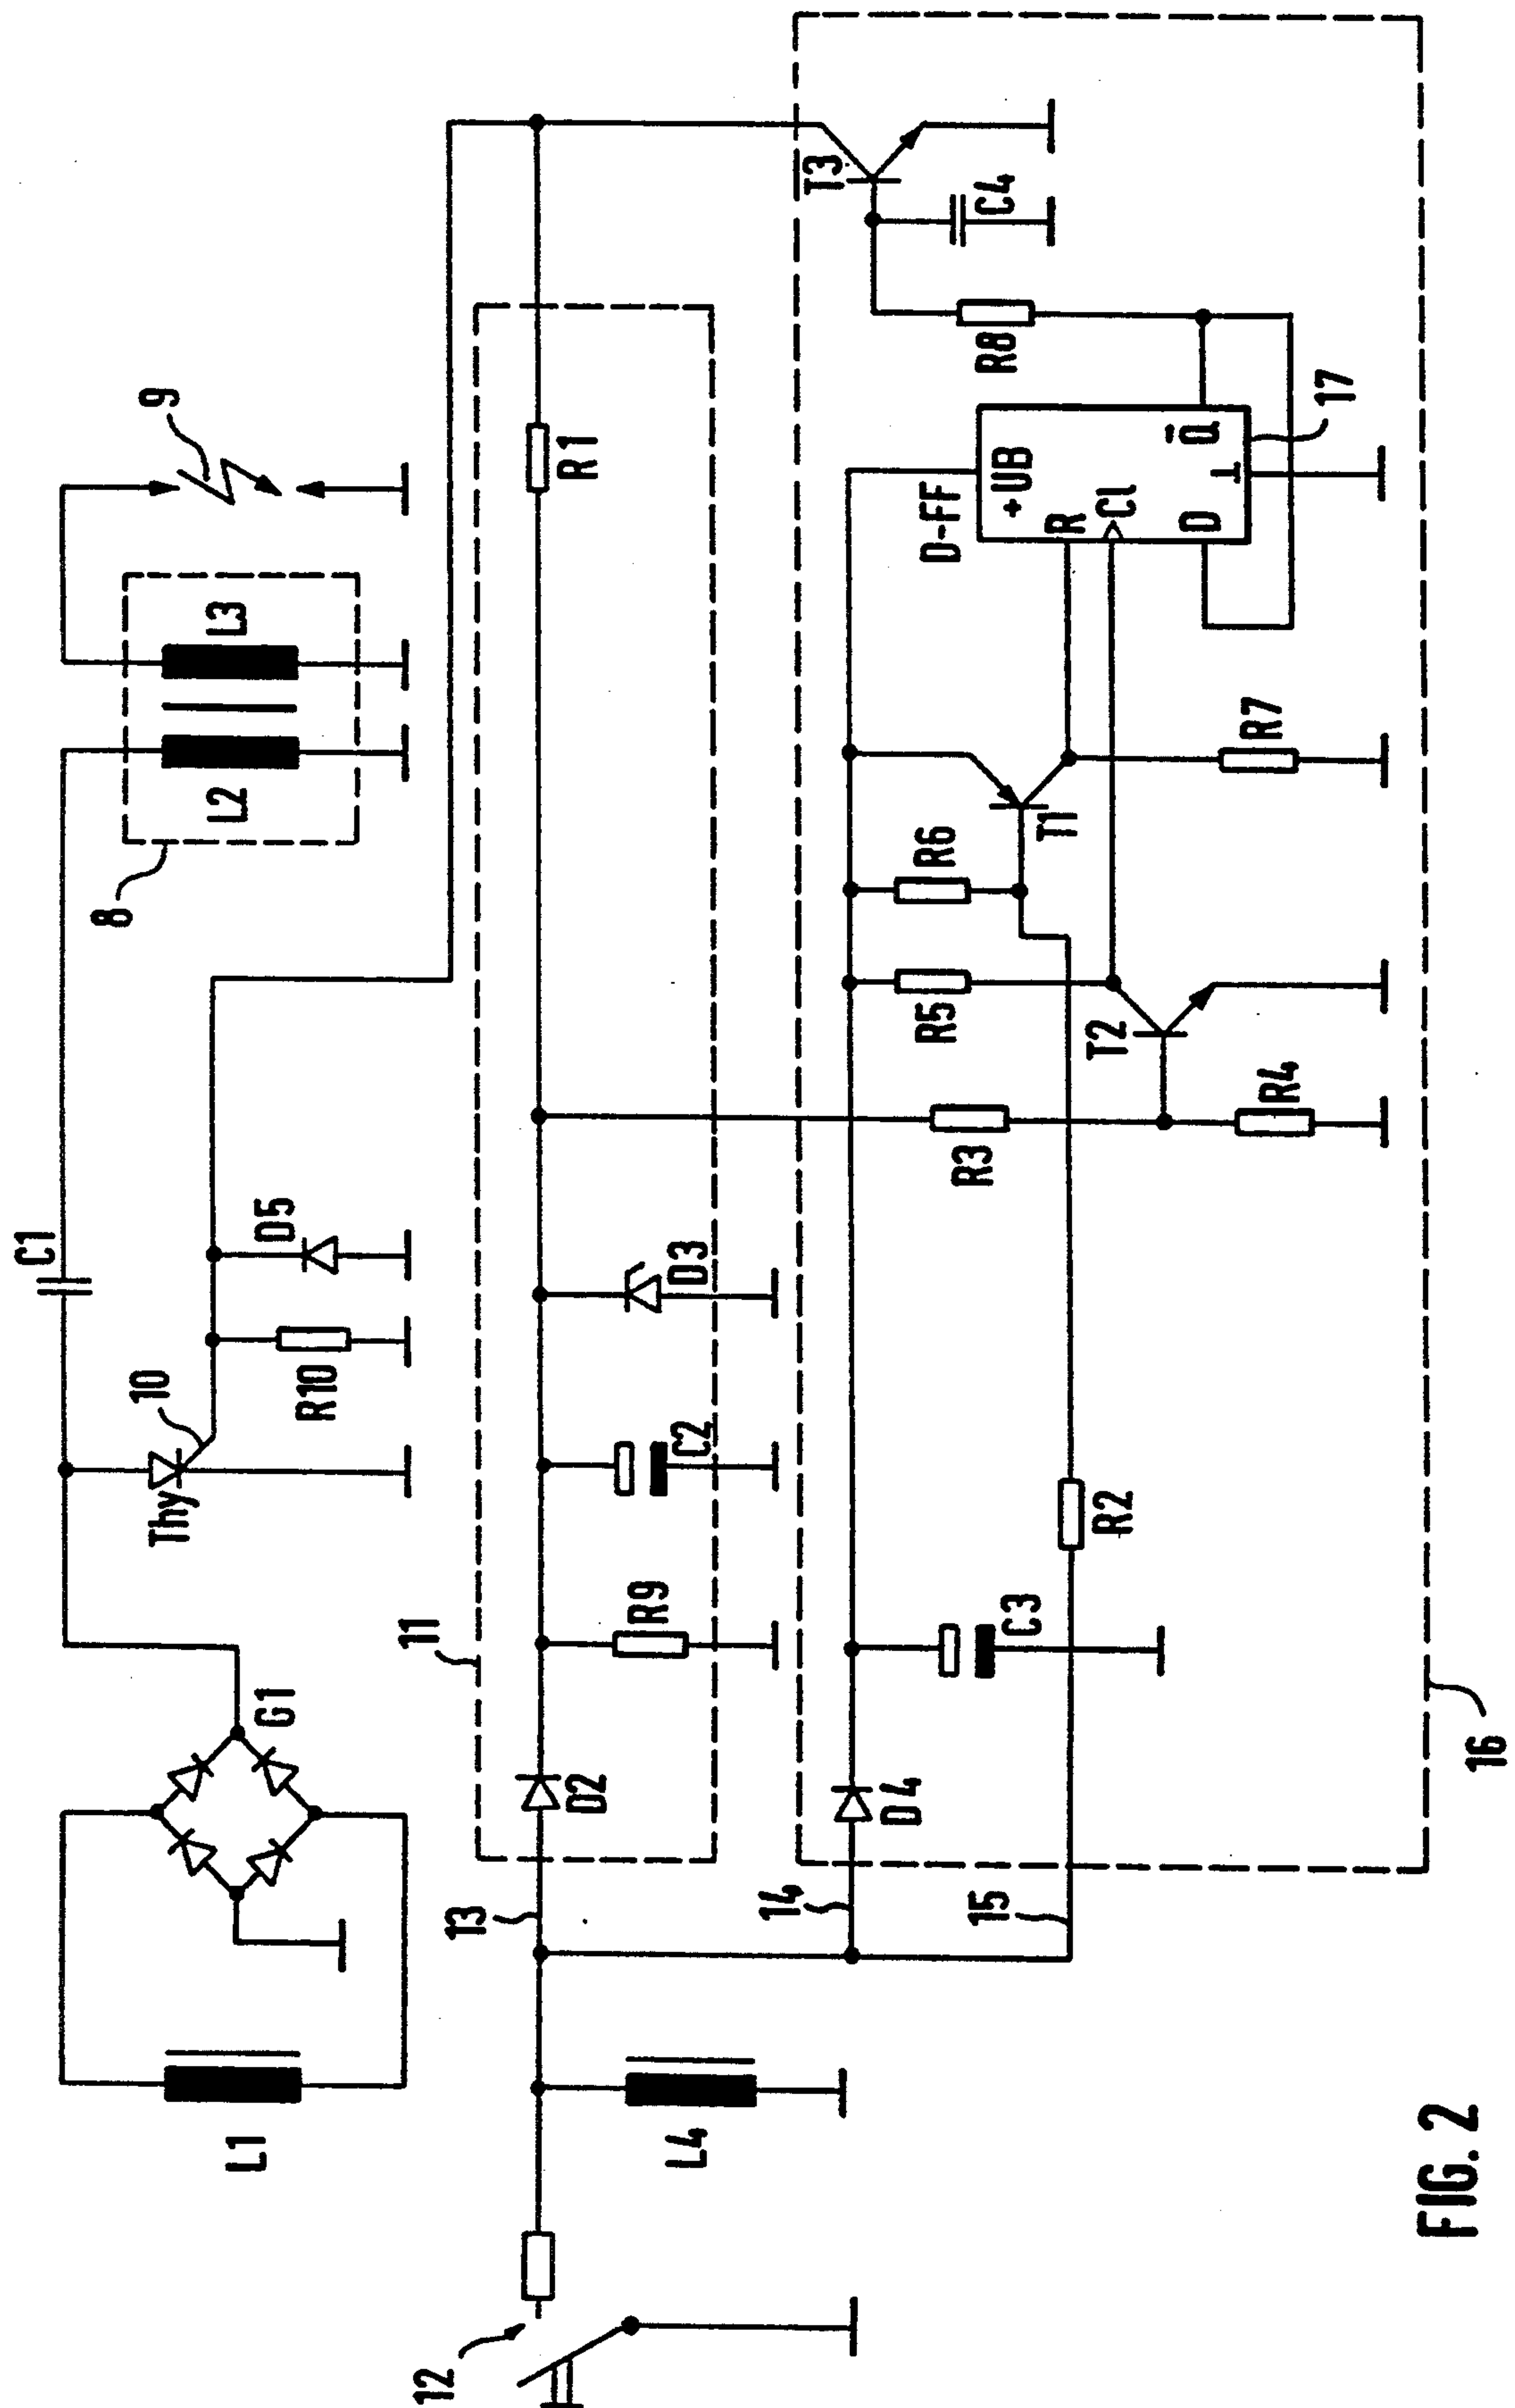 L1
G1
Thy
10
R10
D5
C1
8
L2
L3
9
12
L4
13
11
D2
R9
C2
D3
R1
14
15
D4
C3
R2
R3
R4
T2
R5
R6
T1
R7
D-FF
+UB
R
Cl
D
⊥
Q̅
17
R8
C4
T3
16
FIG. 2